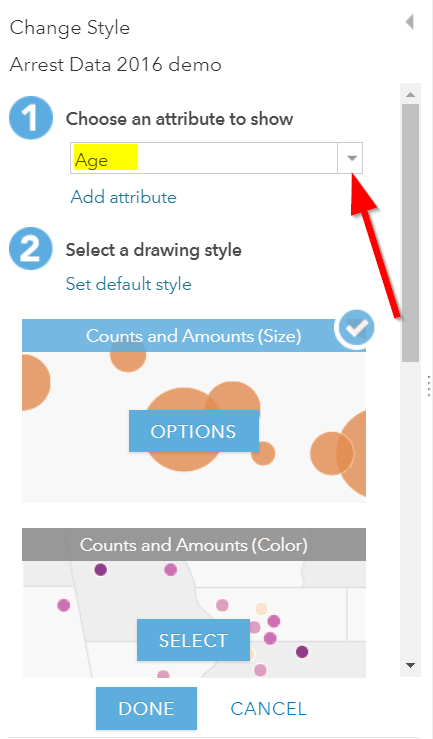 Change Style
Arrest Data 2016 demo
1 Choose an attribute to show
Age
Add attribute
2 Select a drawing style
Set default style
Counts and Amounts (Size)
OPTIONS
Counts and Amounts (Color)
SELECT
DONE CANCEL